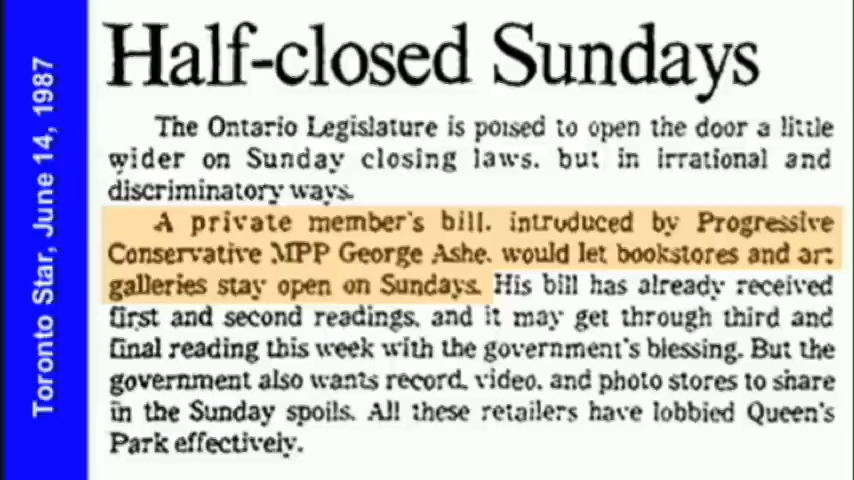 Toronto Star, June 14, 1987
Half-closed Sundays
The Ontario Legislature is poised to open the door a little
wider on Sunday closing laws. but in irrational and
discriminatory ways.
A private member's bill. introduced by Progressive
Conservative MPP George Ashe. would let bookstores and art
galleries stay open on Sundays. His bill has already received
first and second readings. and it may get through third and
final reading this week with the government's blessing. But the
government also wants record. video. and photo stores to share
in the Sunday spoils. All these retailers have lobbied Queen's
Park effectively.